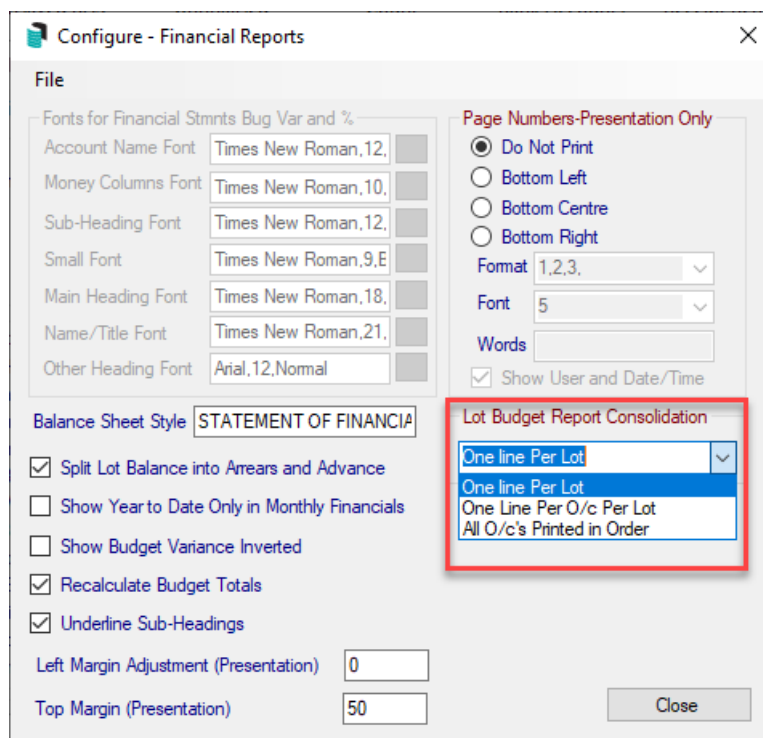 Configure - Financial Reports
File
Fonts for Financial Stmnts Bug Var and %
Account Name Font Times New Roman,12,
Money Columns Font Times New Roman,10,
Sub-Heading Font Times New Roman,12,
Small Font Times New Roman,9,E
Main Heading Font Times New Roman,18,
Name/Title Font Times New Roman,21,
Other Heading Font Arial,12,Normal
Balance Sheet Style STATEMENT OF FINANCIA
Split Lot Balance into Arrears and Advance
Show Year to Date Only in Monthly Financials
Show Budget Variance Inverted
Recalculate Budget Totals
Underline Sub-Headings
Left Margin Adjustment (Presentation) 0
Top Margin (Presentation) 50
Page Numbers-Presentation Only
Do Not Print
Bottom Left
Bottom Centre
Bottom Right
Format 1,2,3,
Font 5
Words
Show User and Date/Time
Lot Budget Report Consolidation
One line Per Lot
One line Per Lot
One Line Per O/c Per Lot
All O/c's Printed in Order
Close